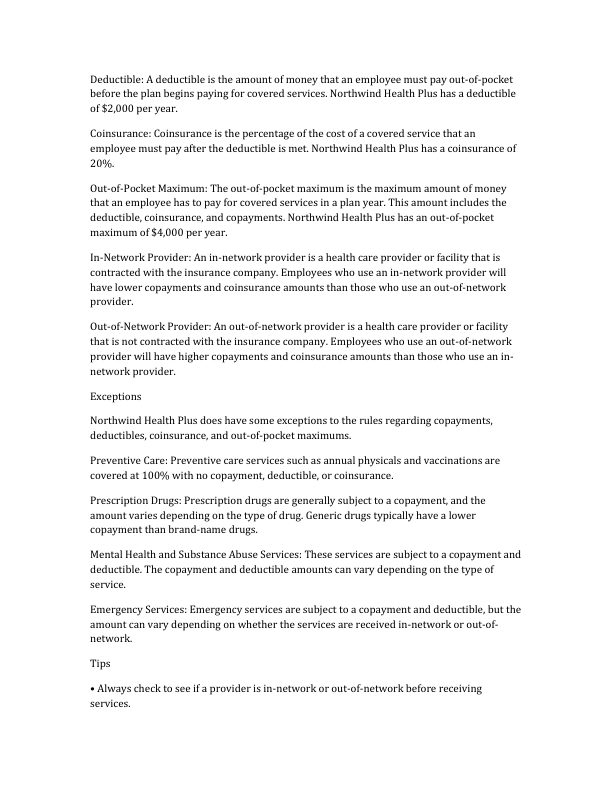 Deductible: A deductible is the amount of money that an employee must pay out-of-pocket
before the plan begins paying for covered services. Northwind Health Plus has a deductible
of $2,000 per year.
Coinsurance: Coinsurance is the percentage of the cost of a covered service that an
employee must pay after the deductible is met. Northwind Health Plus has a coinsurance of
20%.
Out-of-Pocket Maximum: The out-of-pocket maximum is the maximum amount of money
that an employee has to pay for covered services in a plan year. This amount includes the
deductible, coinsurance, and copayments. Northwind Health Plus has an out-of-pocket
maximum of $4,000 per year.
In-Network Provider: An in-network provider is a health care provider or facility that is
contracted with the insurance company. Employees who use an in-network provider will
have lower copayments and coinsurance amounts than those who use an out-of-network
provider.
Out-of-Network Provider: An out-of-network provider is a health care provider or facility
that is not contracted with the insurance company. Employees who use an out-of-network
provider will have higher copayments and coinsurance amounts than those who use an in-
network provider.
Exceptions
Northwind Health Plus does have some exceptions to the rules regarding copayments,
deductibles, coinsurance, and out-of-pocket maximums.
Preventive Care: Preventive care services such as annual physicals and vaccinations are
covered at 100% with no copayment, deductible, or coinsurance.
Prescription Drugs: Prescription drugs are generally subject to a copayment, and the
amount varies depending on the type of drug. Generic drugs typically have a lower
copayment than brand-name drugs.
Mental Health and Substance Abuse Services: These services are subject to a copayment and
deductible. The copayment and deductible amounts can vary depending on the type of
service.
Emergency Services: Emergency services are subject to a copayment and deductible, but the
amount can vary depending on whether the services are received in-network or out-of-
network.
Tips
• Always check to see if a provider is in-network or out-of-network before receiving
services.